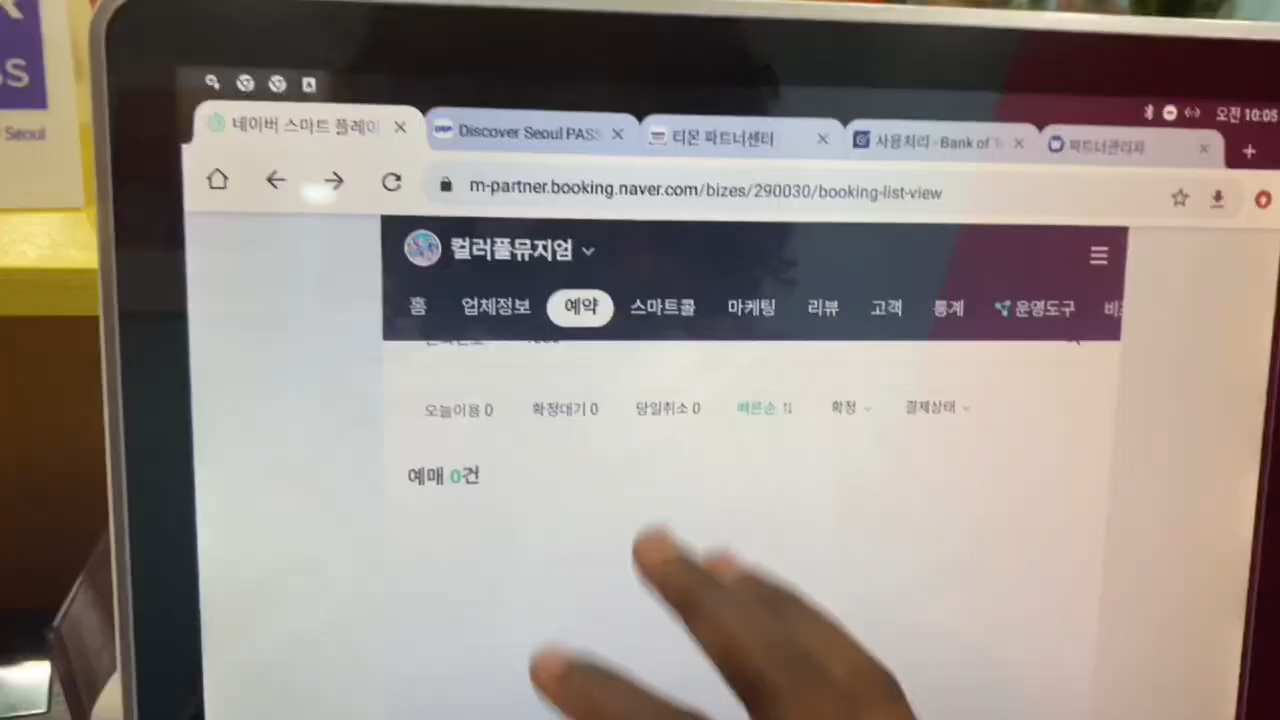 S
Seoul
오전 10:05
네이버 스마트 플레이
Discover Seoul PASS
티몬 파트너센터
사용처리 - Bank of
파트너관리자
m-partner.booking.naver.com/bizes/290030/booking-list-view
컬러풀뮤지엄
홈 업체정보 예약 스마트콜 마케팅 리뷰 고객 통계 운영도구 비즈
오늘이용 0 확정대기 0 당일취소 0 빠른순 확정 결제상태
예매 0건